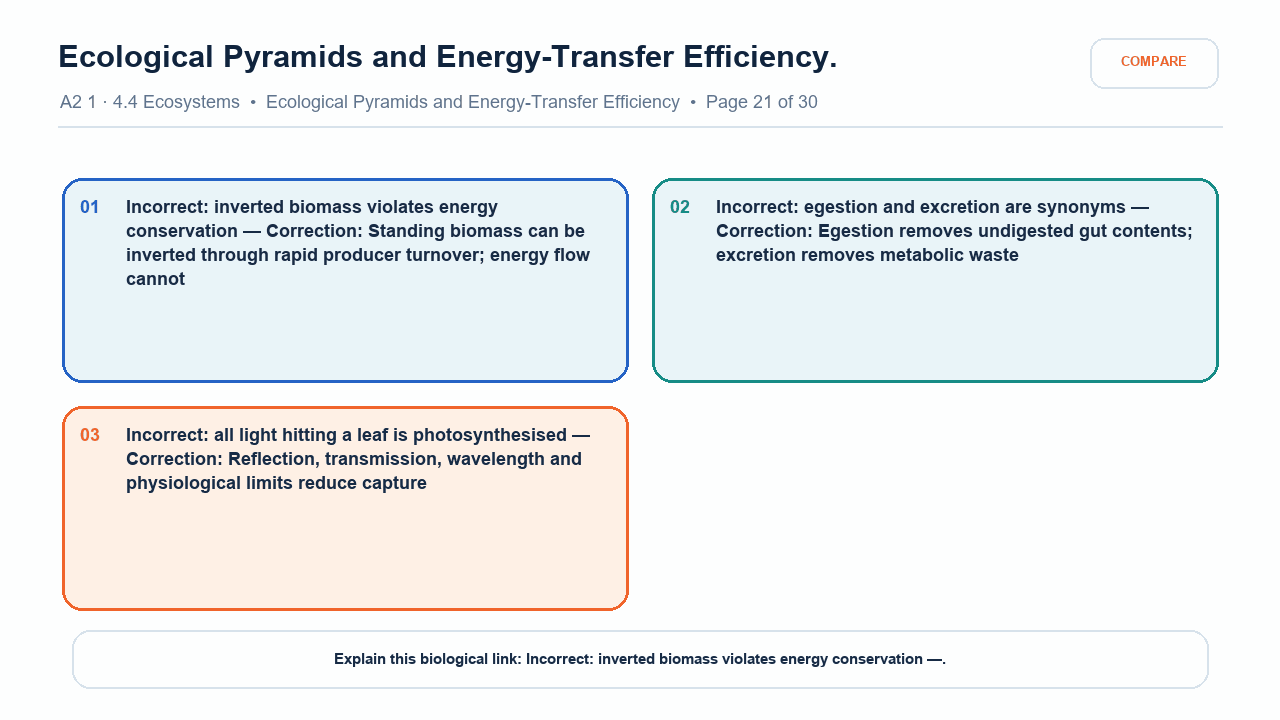 Ecological Pyramids and Energy-Transfer Efficiency.
COMPARE
A2 1 · 4.4 Ecosystems • Ecological Pyramids and Energy-Transfer Efficiency • Page 21 of 30
01
Incorrect: inverted biomass violates energy
conservation — Correction: Standing biomass can be
inverted through rapid producer turnover; energy flow
cannot
02
Incorrect: egestion and excretion are synonyms —
Correction: Egestion removes undigested gut contents;
excretion removes metabolic waste
03
Incorrect: all light hitting a leaf is photosynthesised —
Correction: Reflection, transmission, wavelength and
physiological limits reduce capture
Explain this biological link: Incorrect: inverted biomass violates energy conservation —.